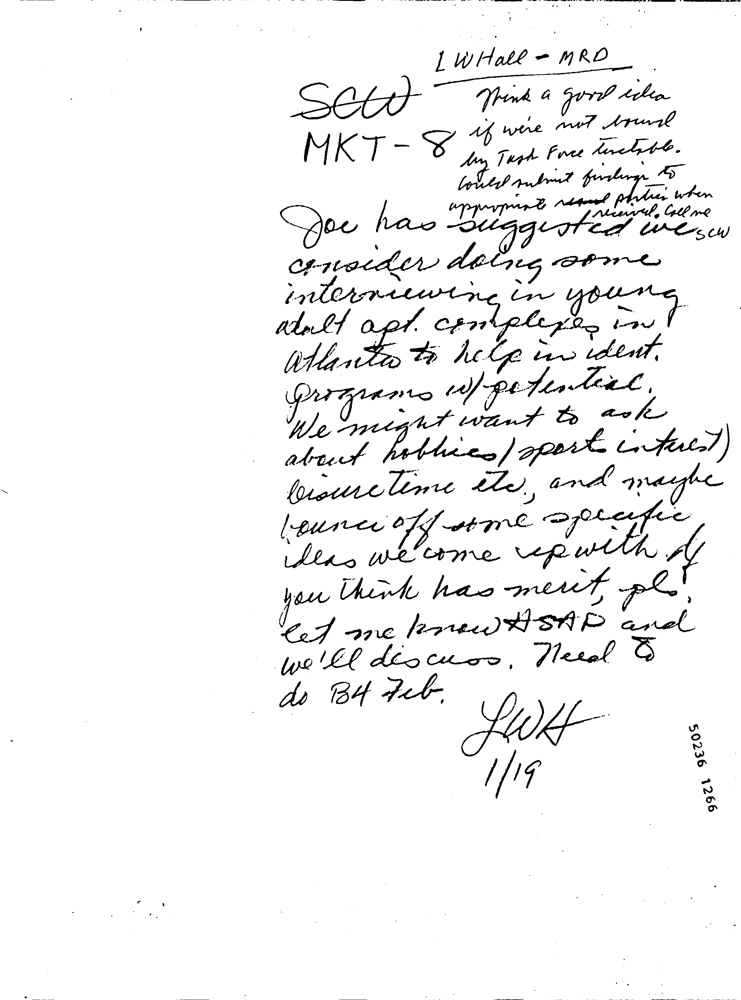 LWHall - MRD
SCW
MKT-8
Think a good idea
if we're not bound
by Task Force timetable.
Could submit findings to
appropriate parties when
received. Call me
SCW
Joe has suggested we
consider doing some
interviewing in young
adult apt. complexes in
Atlanta to help in ident.
programs w/ potential.
We might want to ask
about hobbies/sports interest/
leisure time etc., and maybe
bounce off some specific
ideas we come up with. If
you think has merit, pls.
let me know ASAP and
we'll discuss. Need to
do B4 Feb.
LWH
1/19
50236 1266